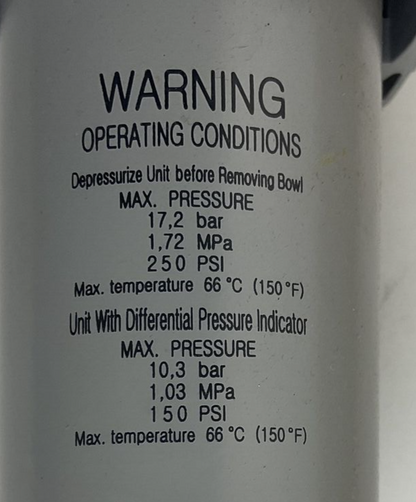 WARNING
OPERATING CONDITIONS
Depressurize Unit before Removing Bowl
MAX. PRESSURE
17,2 bar
1,72 MPa
250 PSI
Max. temperature 66 °C (150 °F)
Unit With Differential Pressure Indicator
MAX. PRESSURE
10,3 bar
1,03 MPa
150 PSI
Max. temperature 66 °C (150 °F)